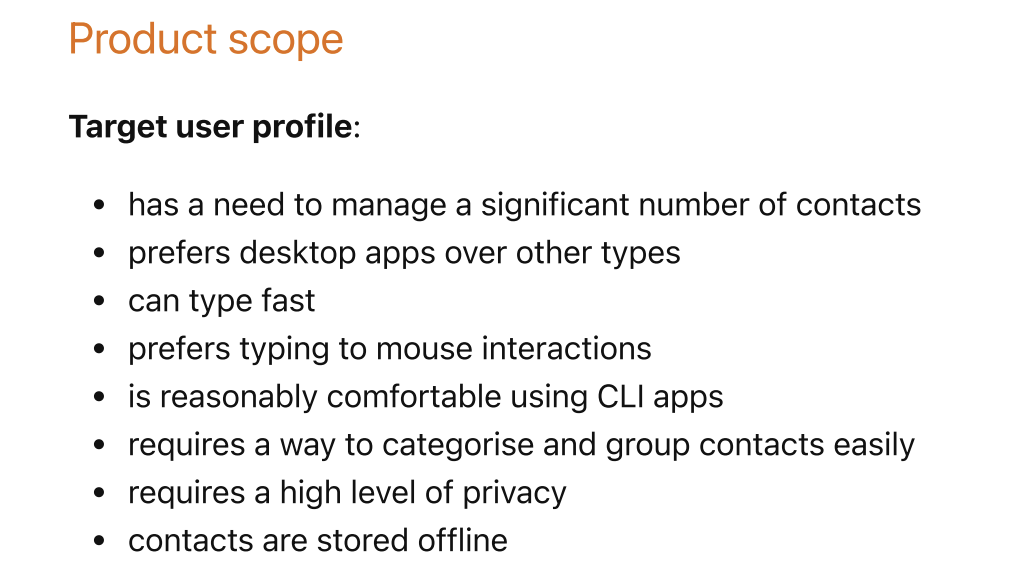 Product scope
Target user profile:
• has a need to manage a significant number of contacts
• prefers desktop apps over other types
• can type fast
• prefers typing to mouse interactions
• is reasonably comfortable using CLI apps
• requires a way to categorise and group contacts easily
• requires a high level of privacy
• contacts are stored offline